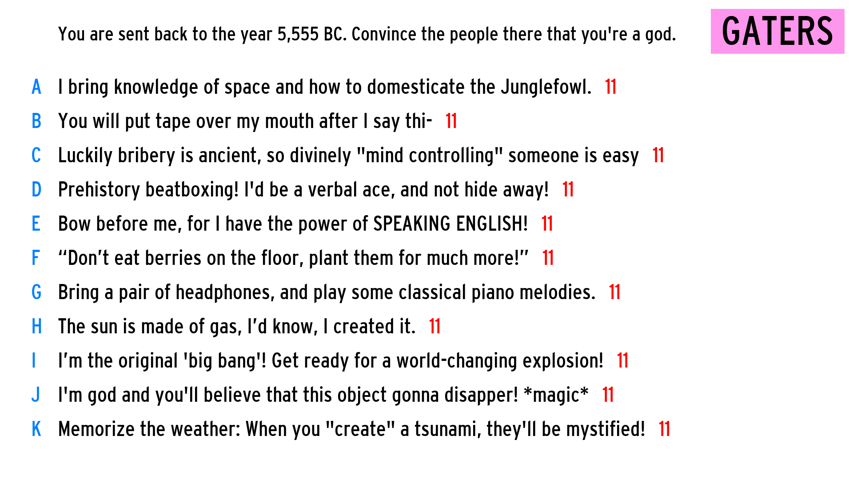 You are sent back to the year 5,555 BC. Convince the people there that you're a god.
GATERS
A I bring knowledge of space and how to domesticate the Junglefowl. 11
B You will put tape over my mouth after I say thi- 11
C Luckily bribery is ancient, so divinely "mind controlling" someone is easy 11
D Prehistory beatboxing! I'd be a verbal ace, and not hide away! 11
E Bow before me, for I have the power of SPEAKING ENGLISH! 11
F “Don’t eat berries on the floor, plant them for much more!” 11
G Bring a pair of headphones, and play some classical piano melodies. 11
H The sun is made of gas, I’d know, I created it. 11
I I’m the original 'big bang'! Get ready for a world-changing explosion! 11
J I'm god and you'll believe that this object gonna disapper! *magic* 11
K Memorize the weather: When you "create" a tsunami, they'll be mystified! 11